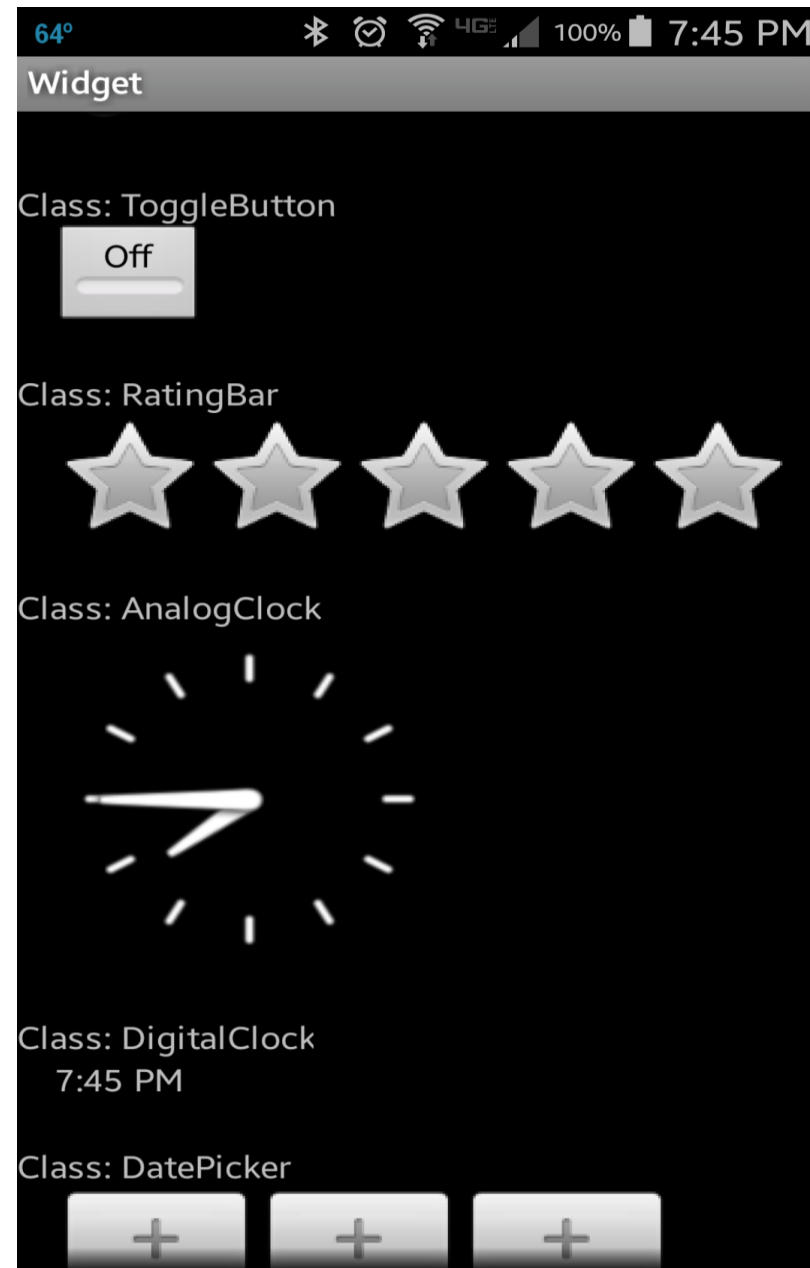 64° 4G 100% 7:45 PM
Widget
Class: ToggleButton
Off
Class: RatingBar
Class: AnalogClock
Class: DigitalClock
7:45 PM
Class: DatePicker
+ + +